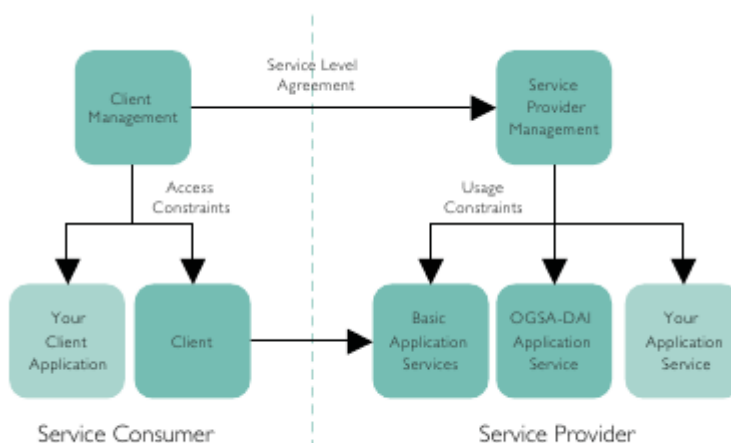 Service Level
Agreement
Client
Management
Service
Provider
Management
Access
Constraints
Usage
Constraints
Your
Client
Application
Client
Basic
Application
Services
OGSA-DAI
Application
Service
Your
Application
Service
Service Consumer
Service Provider